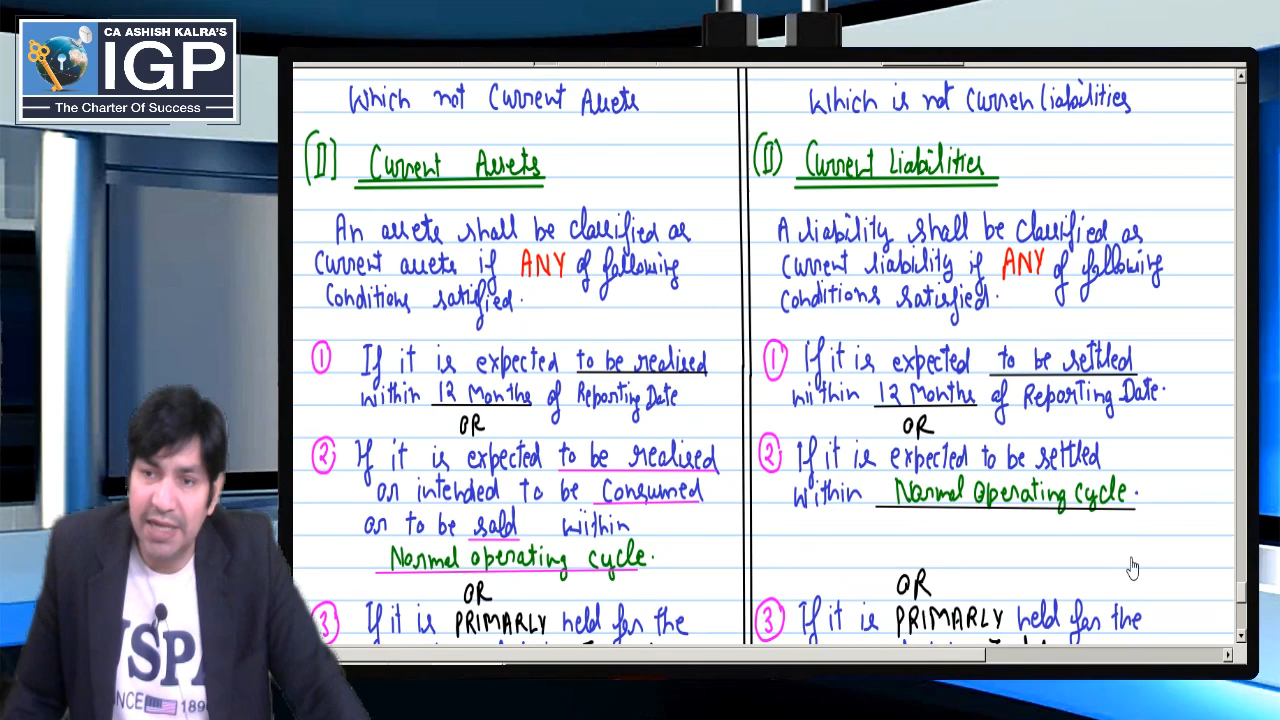 CA ASHISH KALRA'S
IGP
The Charter Of Success
Which not Current Assets
(II) Current Assets
An assets shall be classified as
Current assets if ANY of following
Conditions satisfied.
① If it is expected to be realised
within 12 Months of Reporting Date
OR
② If it is expected to be realised
or intended to be Consumed
or to be sold within
Normal operating cycle.
OR
③ If it is PRIMARLY held for the
Which is not Curren Liabilities
(II) Current Liabilities
A liability shall be classified as
Current liability if ANY of following
Conditions satisfied.
① If it is expected to be settled
within 12 Months of Reporting Date.
OR
② If it is expected to be settled
within Normal Operating cycle.
OR
③ If it is PRIMARLY held for the
USPA
SINCE 189